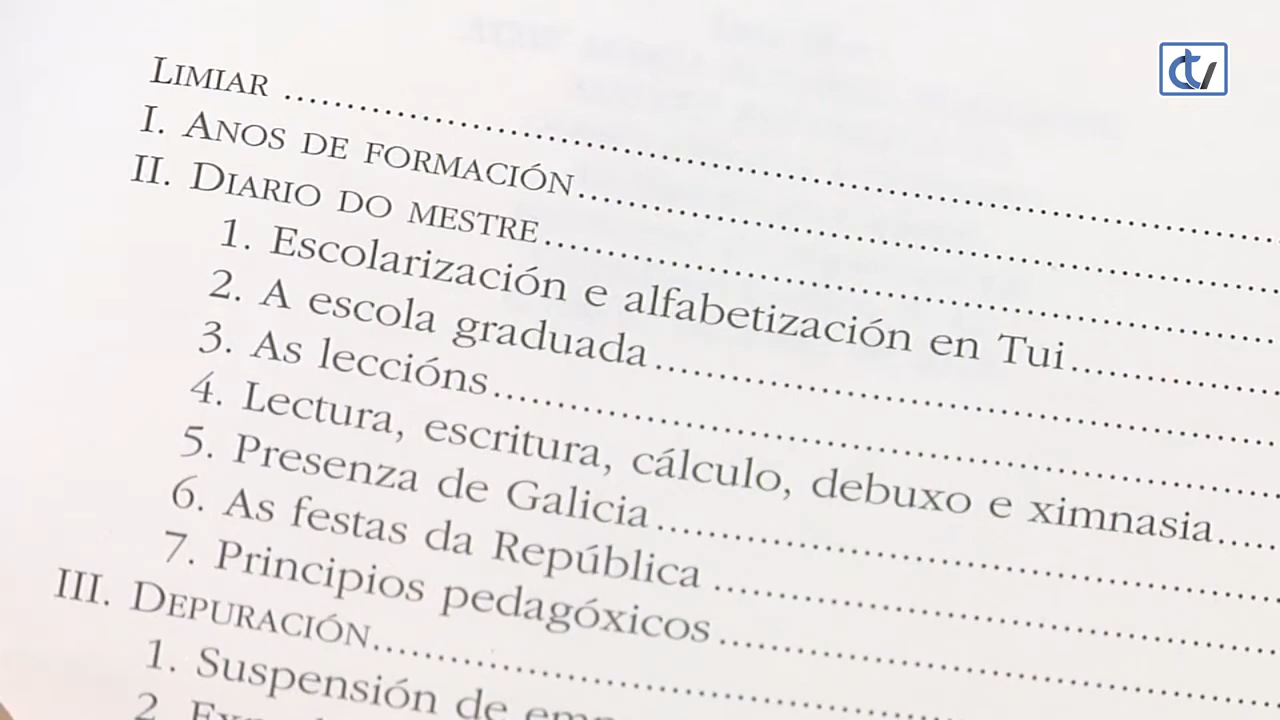 LIMIAR ........................................
I. ANOS DE FORMACIÓN ........................................
II. DIARIO DO MESTRE ........................................
1. Escolarización e alfabetización en Tui ....................
2. A escola graduada ........................................
3. As leccións ........................................
4. Lectura, escritura, cálculo, debuxo e ximnasia .....
5. Presenza de Galicia ........................................
6. As festas da República ........................................
7. Principios pedagóxicos ........................................
III. DEPURACIÓN ........................................
1. Suspensión de
2.
ctv